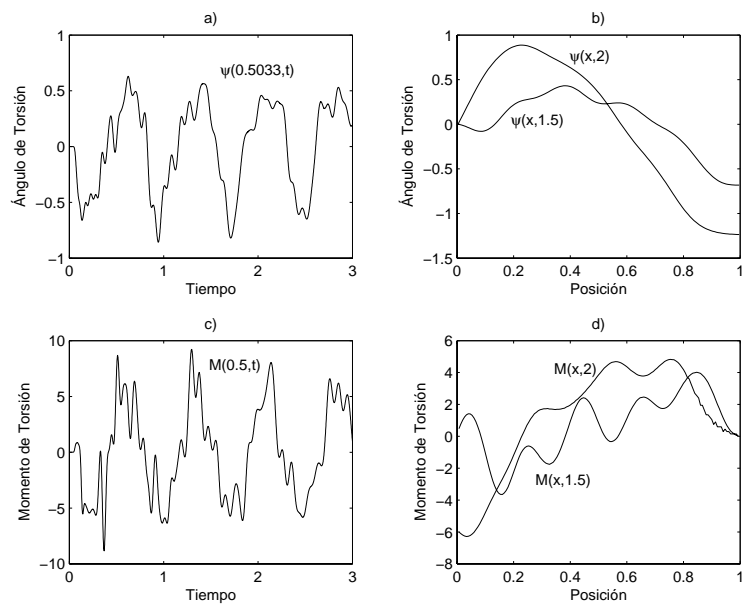 a)
1
0.5
0
−0.5
−1
0
1
2
3
Ángulo de Torsión
Tiempo
ψ(0.5033,t)
b)
1
0.5
0
−0.5
−1
−1.5
0
0.2
0.4
0.6
0.8
1
Ángulo de Torsión
Posición
ψ(x,2)
ψ(x,1.5)
c)
10
5
0
−5
−10
0
1
2
3
Momento de Torsión
Tiempo
M(0.5,t)
d)
6
4
2
0
−2
−4
−6
−8
0
0.2
0.4
0.6
0.8
1
Momento de Torsión
Posición
M(x,2)
M(x,1.5)